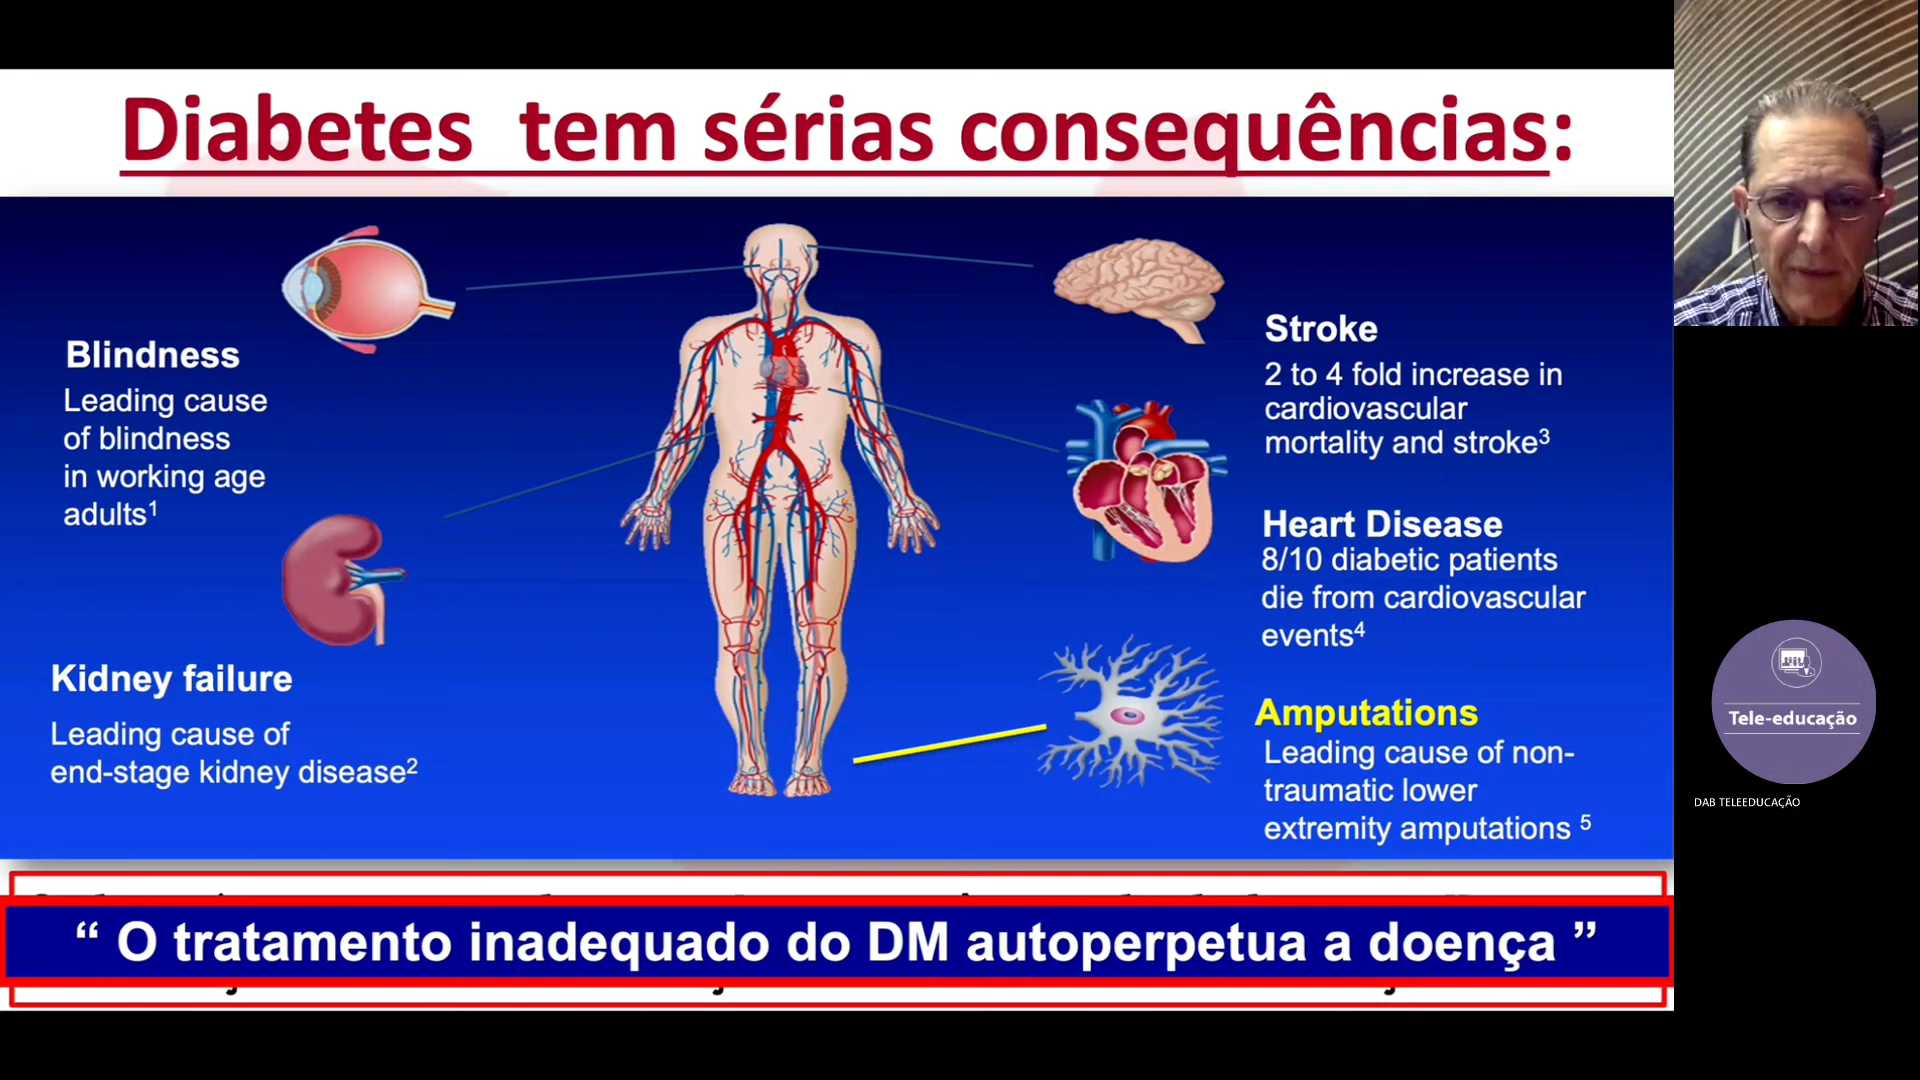 Diabetes tem sérias consequências:
Blindness
Leading cause
of blindness
in working age
adults1
Kidney failure
Leading cause of
end-stage kidney disease2
Stroke
2 to 4 fold increase in
cardiovascular
mortality and stroke3
Heart Disease
8/10 diabetic patients
die from cardiovascular
events4
Amputations
Leading cause of non-
traumatic lower
extremity amputations 5
“ O tratamento inadequado do DM autoperpetua a doença ”
Tele-educação
DAB TELEEDUCAÇÃO